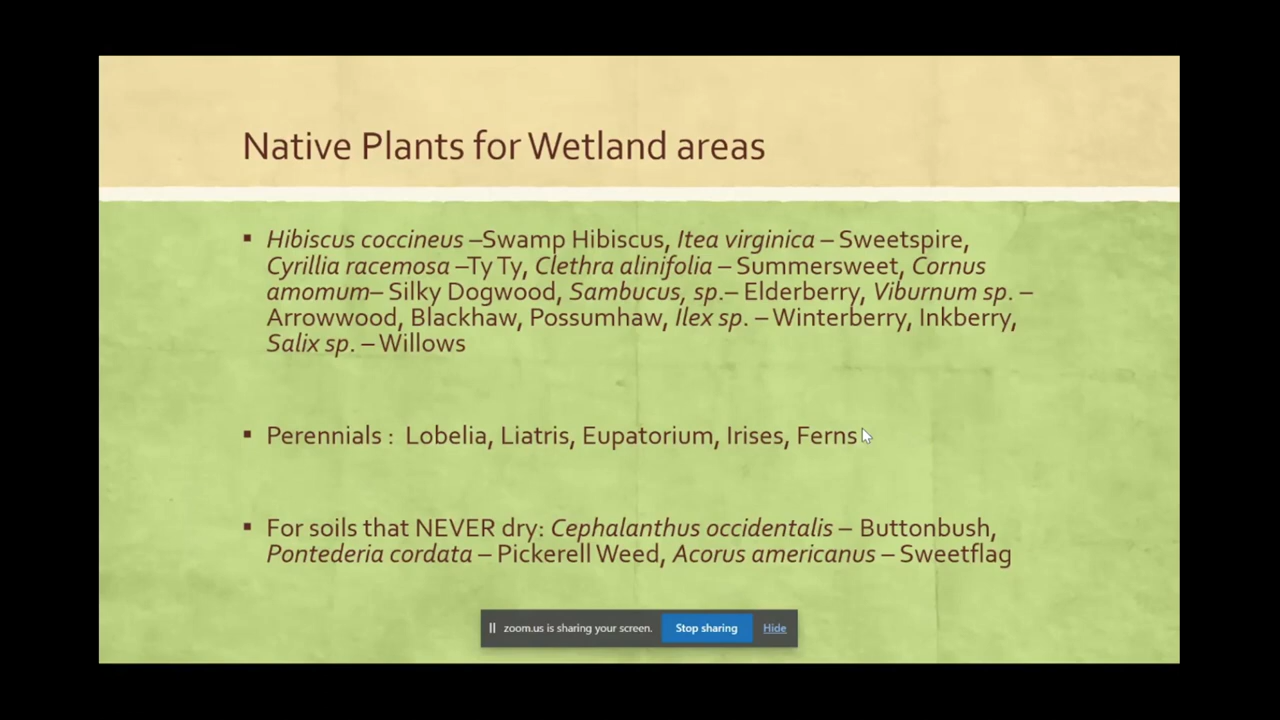 Native Plants for Wetland areas
▪ Hibiscus coccineus –Swamp Hibiscus, Itea virginica – Sweetspire,
Cyrillia racemosa –Ty Ty, Clethra alinifolia – Summersweet, Cornus
amomum– Silky Dogwood, Sambucus, sp.– Elderberry, Viburnum sp. –
Arrowwood, Blackhaw, Possumhaw, Ilex sp. – Winterberry, Inkberry,
Salix sp. – Willows
▪ Perennials : Lobelia, Liatris, Eupatorium, Irises, Ferns
▪ For soils that NEVER dry: Cephalanthus occidentalis – Buttonbush,
Pontederia cordata – Pickerell Weed, Acorus americanus – Sweetflag
zoom.us is sharing your screen. Stop sharing Hide